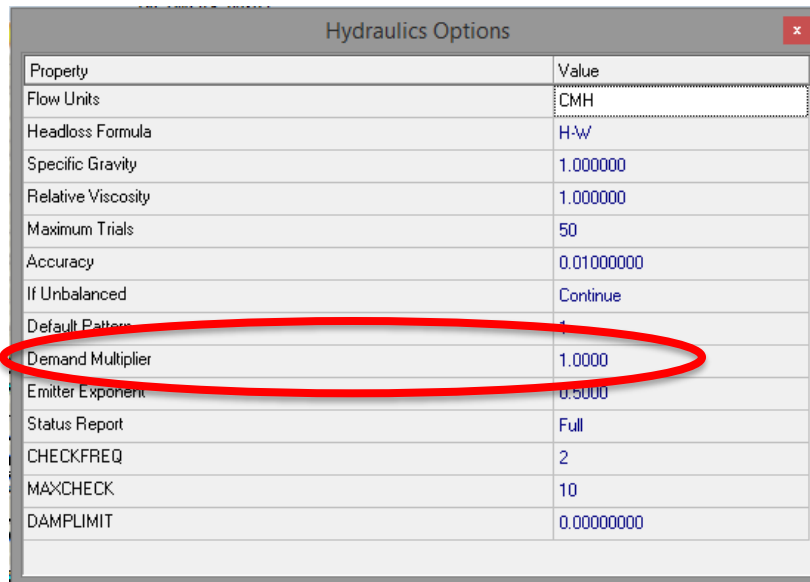 Hydraulics Options
x
Property Value
Flow Units CMH
Headloss Formula H-W
Specific Gravity 1.000000
Relative Viscosity 1.000000
Maximum Trials 50
Accuracy 0.01000000
If Unbalanced Continue
Default Pattern 1
Demand Multiplier 1.0000
Emitter Exponent 0.5000
Status Report Full
CHECKFREQ 2
MAXCHECK 10
DAMPLIMIT 0.00000000